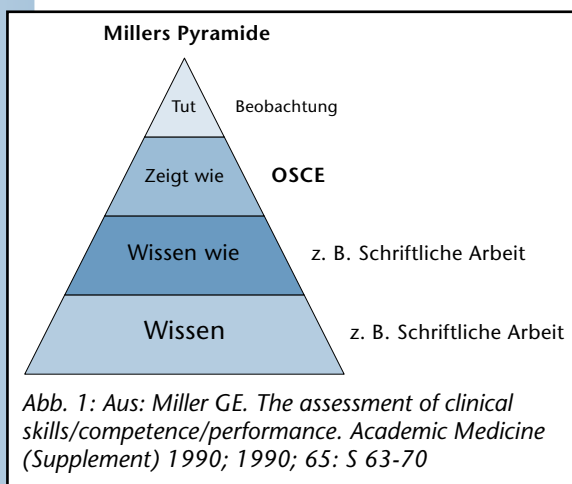 Millers Pyramide
Tut Beobachtung
Zeigt wie OSCE
Wissen wie z. B. Schriftliche Arbeit
Wissen z. B. Schriftliche Arbeit
Abb. 1: Aus: Miller GE. The assessment of clinical
skills/competence/performance. Academic Medicine
(Supplement) 1990; 1990; 65: S 63-70